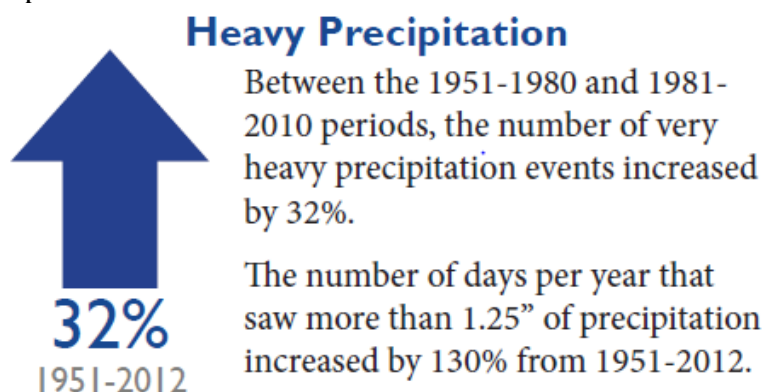 Heavy Precipitation
Between the 1951-1980 and 1981-
2010 periods, the number of very
heavy precipitation events increased
by 32%.
The number of days per year that
saw more than 1.25” of precipitation
increased by 130% from 1951-2012.
32%
1951-2012